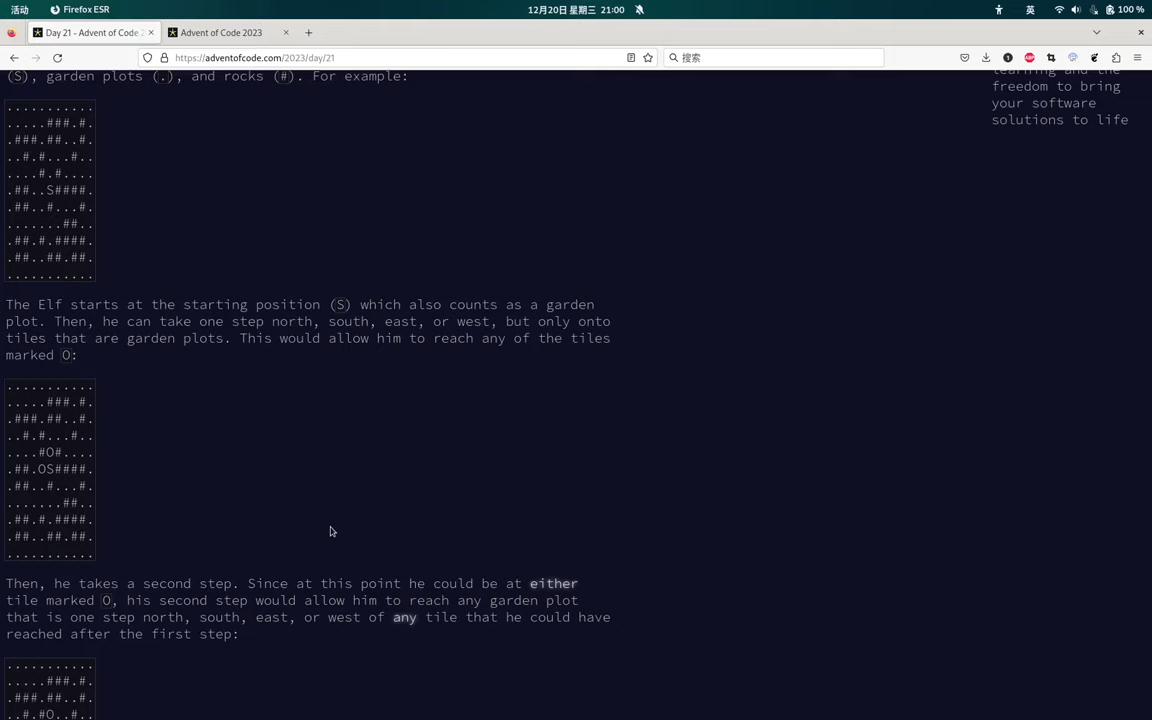 活动
Firefox ESR
12月20日 星期三 21:00
英
100 %
Day 21 - Advent of Code 2
Advent of Code 2023
https://adventofcode.com/2023/day/21
搜索
(S), garden plots (.), and rocks (#). For example:
learning and the
freedom to bring
your software
solutions to life
...........
.....###.#.
.###.##..#.
..#.#...#..
....#.#....
.##..S####.
.##..#...#.
.......##..
.##.#.####.
.##..##.##.
...........
The Elf starts at the starting position (S) which also counts as a garden
plot. Then, he can take one step north, south, east, or west, but only onto
tiles that are garden plots. This would allow him to reach any of the tiles
marked O:
...........
.....###.#.
.###.##..#.
..#.#...#..
....#O#....
.##.OS####.
.##..#...#.
.......##..
.##.#.####.
.##..##.##.
...........
Then, he takes a second step. Since at this point he could be at either
tile marked O, his second step would allow him to reach any garden plot
that is one step north, south, east, or west of any tile that he could have
reached after the first step:
...........
.....###.#.
.###.##..#.
..#.#O..#..